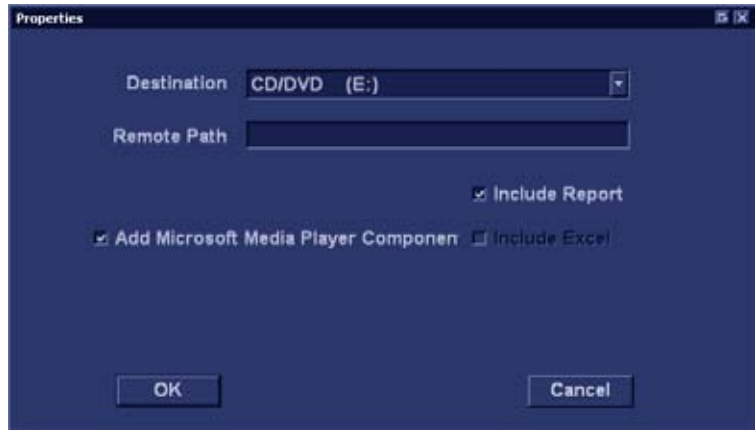 Properties
Destination CD/DVD (E:)
Remote Path
Include Report
Add Microsoft Media Player Componen Include Excel
OK Cancel